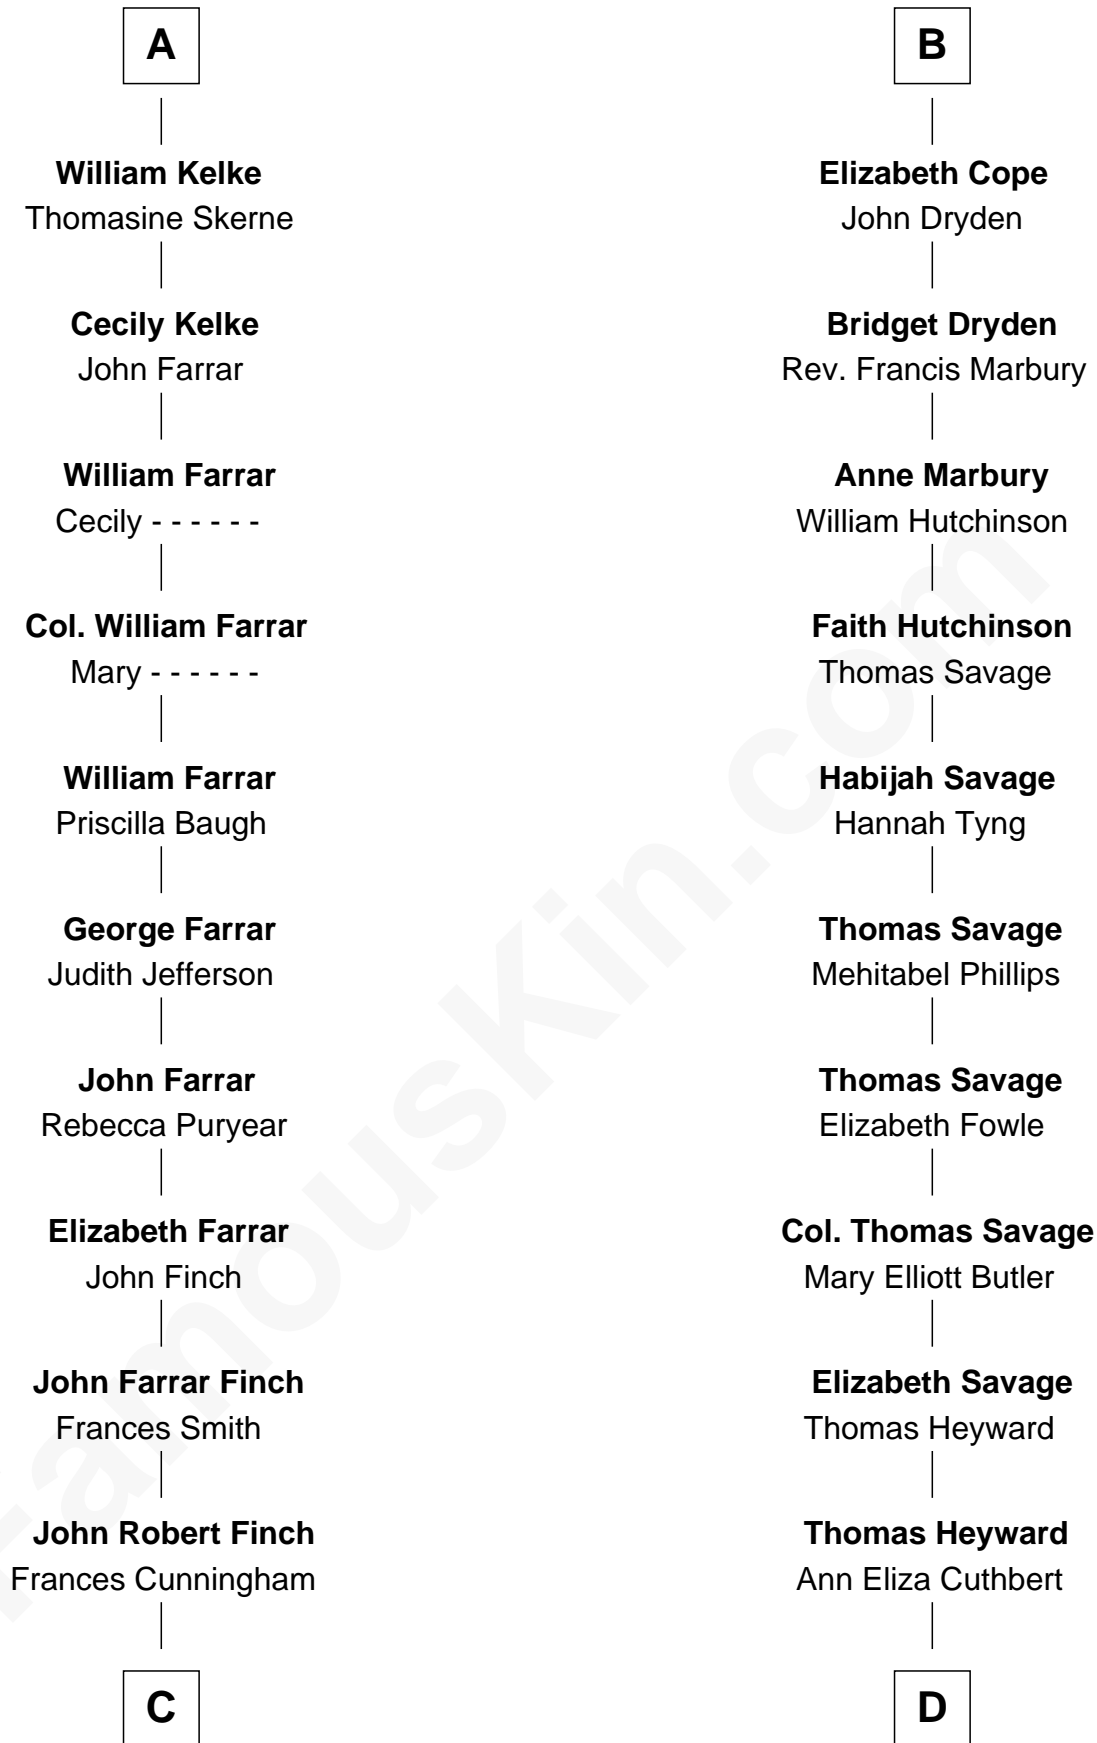 A
William Kelke
Thomasine Skerne
Cecily Kelke
John Farrar
William Farrar
Cecily - - - - - -
Col. William Farrar
Mary - - - - - -
William Farrar
Priscilla Baugh
George Farrar
Judith Jefferson
John Farrar
Rebecca Puryear
Elizabeth Farrar
John Finch
John Farrar Finch
Frances Smith
John Robert Finch
Frances Cunningham
C
B
Elizabeth Cope
John Dryden
Bridget Dryden
Rev. Francis Marbury
Anne Marbury
William Hutchinson
Faith Hutchinson
Thomas Savage
Habijah Savage
Hannah Tyng
Thomas Savage
Mehitabel Phillips
Thomas Savage
Elizabeth Fowle
Col. Thomas Savage
Mary Elliott Butler
Elizabeth Savage
Thomas Heyward
Thomas Heyward
Ann Eliza Cuthbert
D
FamousKin.com